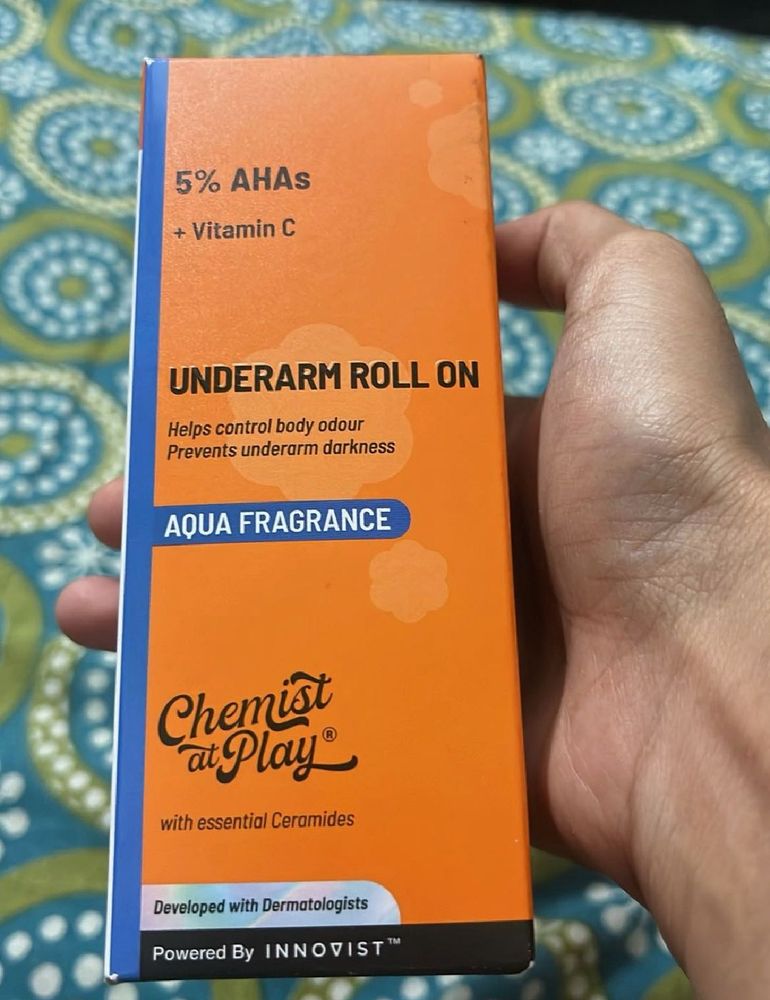 5% AHAs
+ Vitamin C
UNDERARM ROLL ON
Helps control body odour
Prevents underarm darkness
AQUA FRAGRANCE
Chemist
at Play®
with essential Ceramides
Developed with Dermatologists
Powered By INNOVIST™